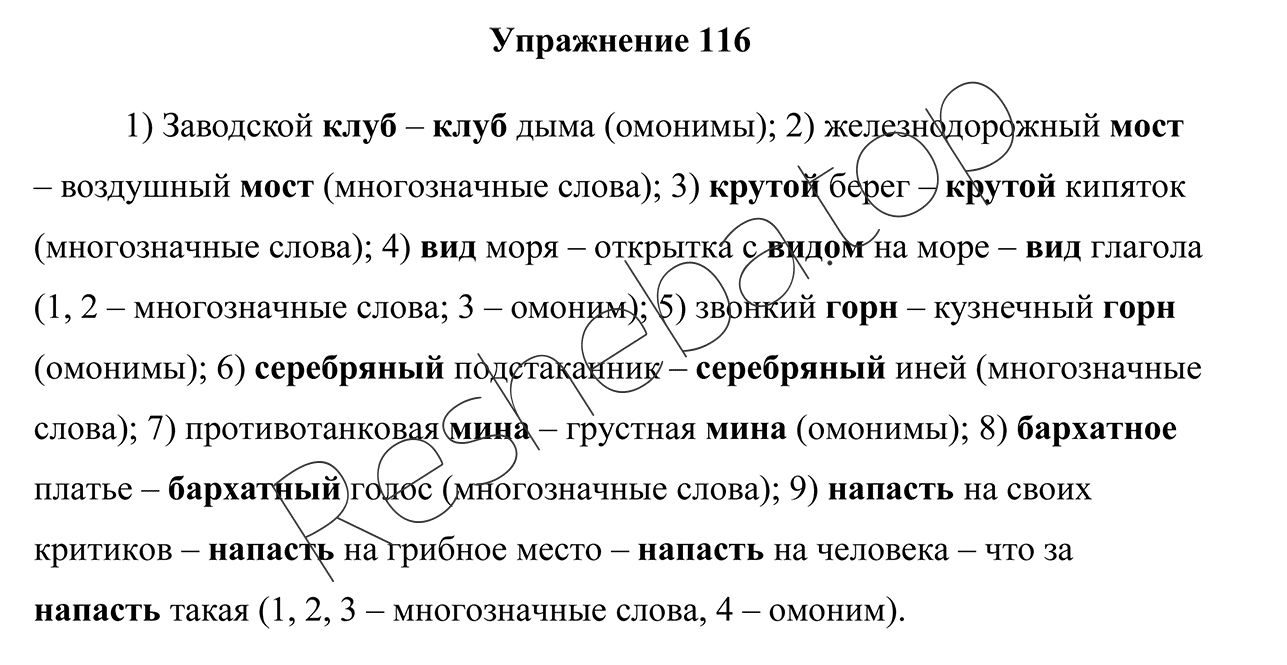 Упражнение 116
1) Заводской клуб – клуб дыма (омонимы); 2) железнодорожный мост
– воздушный мост (многозначные слова); 3) крутой берег – крутой кипяток
(многозначные слова); 4) вид моря – открытка с видом на море – вид глагола
(1, 2 – многозначные слова; 3 – омоним); 5) звонкий горн – кузнечный горн
(омонимы); 6) серебряный подстаканник – серебряный иней (многозначные
слова); 7) противотанковая мина – грустная мина (омонимы); 8) бархатное
платье – бархатный голос (многозначные слова); 9) напасть на своих
критиков – напасть на грибное место – напасть на человека – что за
напасть такая (1, 2, 3 – многозначные слова, 4 – омоним).
Resheba.top